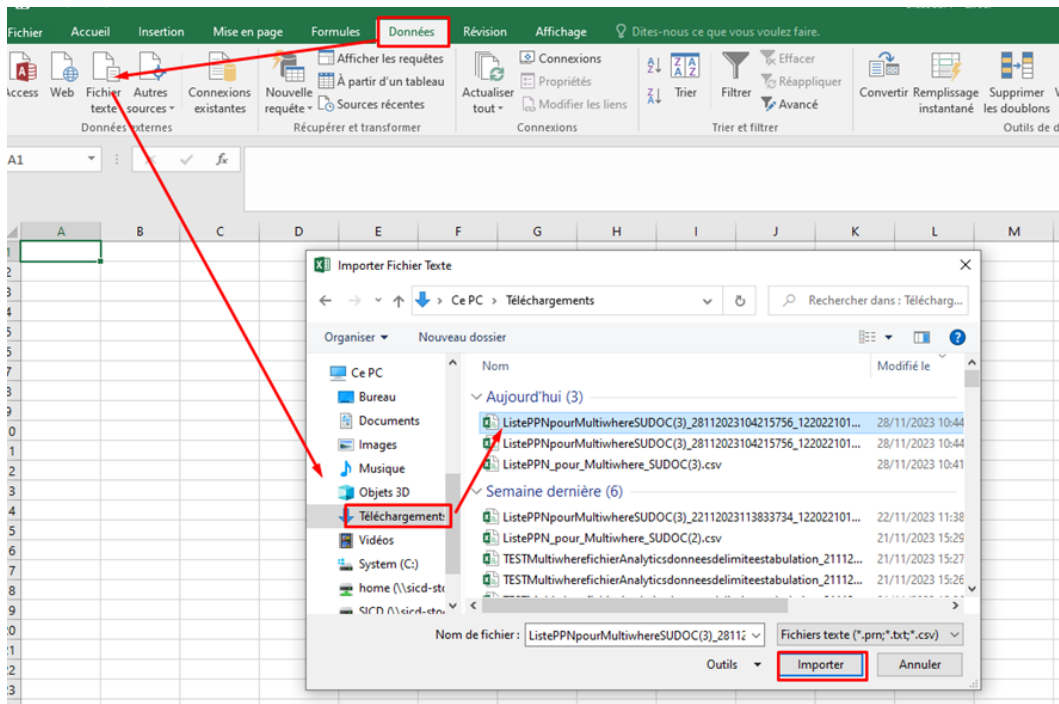 Fichier Accueil Insertion Mise en page Formules Données Révision Affichage Dites-nous ce que vous voulez faire.
Access Web Fichier texte Autres sources Connexions existantes
Données externes
Nouvelle requête Afficher les requêtes
À partir d'un tableau
Sources récentes
Récupérer et transformer
Actualiser tout Connexions
Propriétés
Modifier les liens
Connexions
Trier Filtrer Effacer
Réappliquer
Avancé
Trier et filtrer
Convertir Remplissage instantané Supprimer les doublons
Outils de d
A1 fx
A B C D E F G H I J K L M
Importer Fichier Texte
Ce PC > Téléchargements Rechercher dans : Télécharg...
Organiser Nouveau dossier
Nom Modifié le
Ce PC
Bureau
Documents
Images
Musique
Objets 3D
Téléchargements
Vidéos
System (C:)
home (\\sicd-sto
SICD (\\sicd-sto
Aujourd'hui (3)
ListePPNpourMultiwhereSUDOC(3)_28112023104215756_122022101... 28/11/2023 10:44
ListePPNpourMultiwhereSUDOC(3)_28112023104215756_122022101... 28/11/2023 10:44
ListePPN_pour_Multiwhere_SUDOC(3).csv 28/11/2023 10:41
Semaine dernière (6)
ListePPNpourMultiwhereSUDOC(3)_22112023113833734_122022101... 22/11/2023 11:38
ListePPN_pour_Multiwhere_SUDOC(2).csv 21/11/2023 15:29
TESTMultiwherefichierAnalyticsdonneesdelimiteestabulation_21112... 21/11/2023 15:27
TESTMultiwherefichierAnalyticsdonneesdelimiteestabulation_21112... 21/11/2023 15:26
Nom de fichier : ListePPNpourMultiwhereSUDOC(3)_28112 Fichiers texte (*.prn;*.txt;*.csv)
Outils Importer Annuler